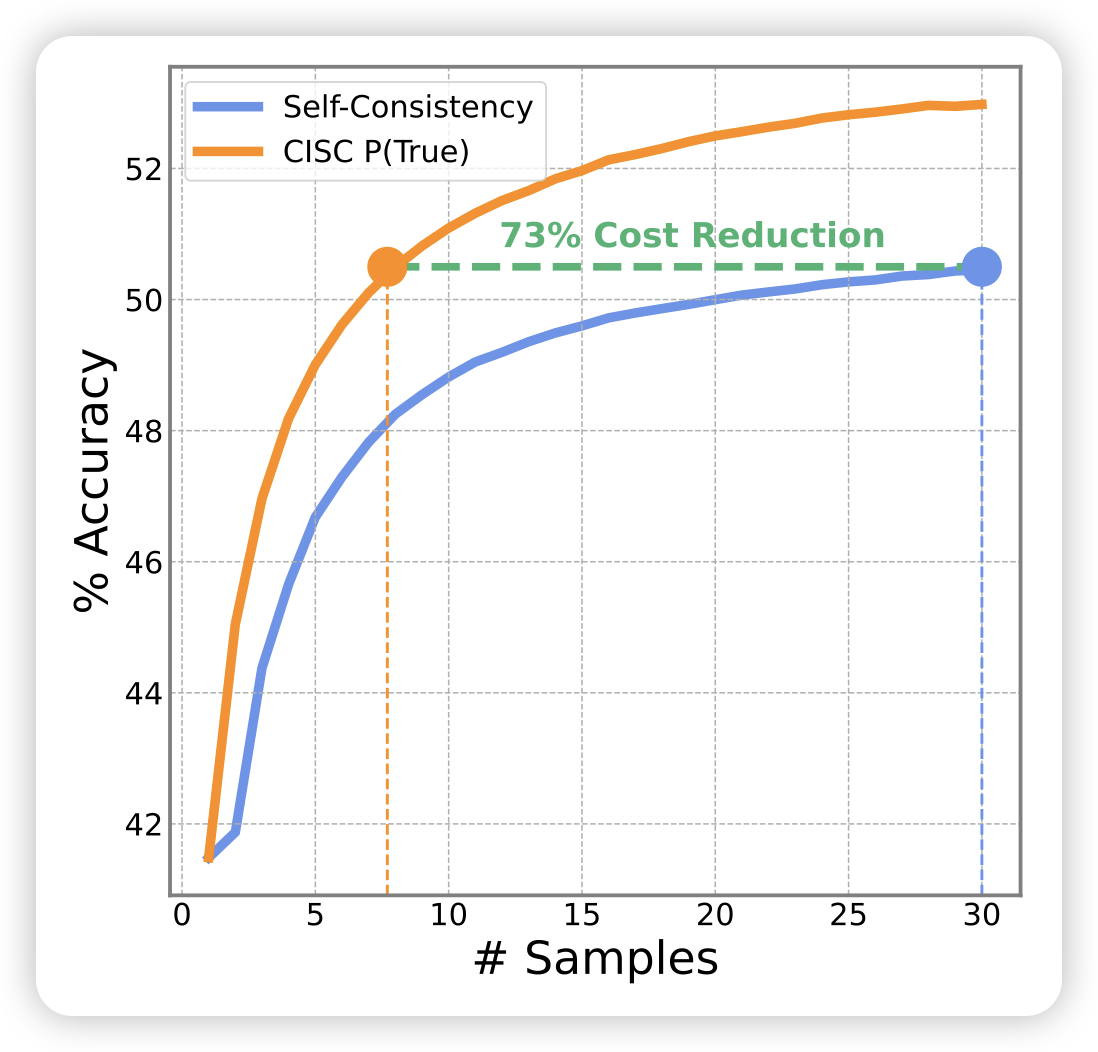 Self-Consistency
CISC P(True)
73% Cost Reduction
% Accuracy
52
50
48
46
44
42
0 5 10 15 20 25 30
# Samples